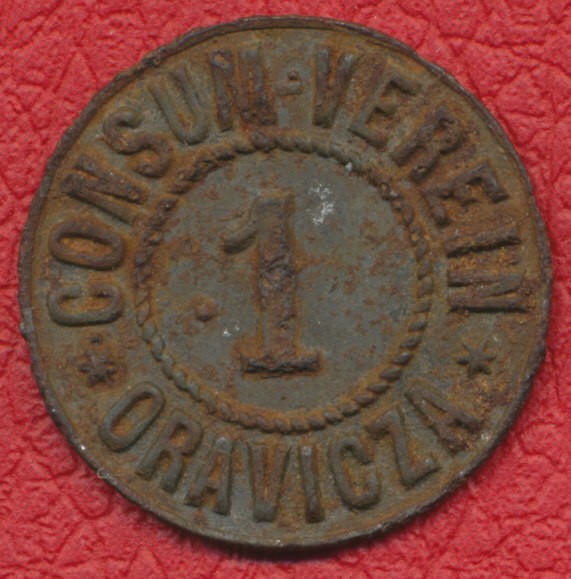 CONSUM·VEREIN
1
* ORAVICZA *